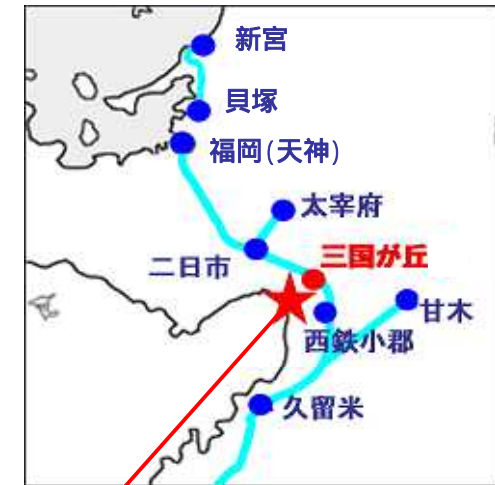 新宮
貝塚
福岡(天神)
太宰府
二日市
三国が丘
甘木
西鉄小郡
久留米